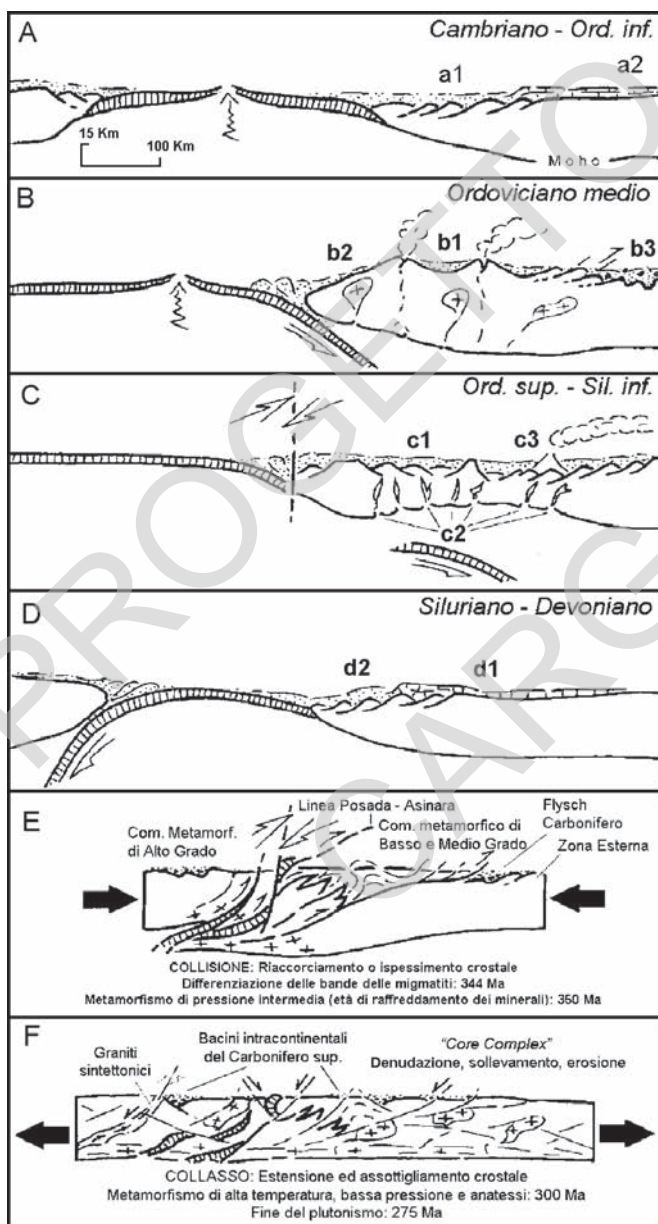 A
Cambriano - Ord. inf.
a1
a2
15 Km
100 Km
Moho
B
Ordoviciano medio
b2
b1
b3
C
Ord. sup. - Sil. inf.
c1
c3
c2
D
Siluriano - Devoniano
d2
d1
E
Linea Posada - Asinara
Com. Metamorf.
di Alto Grado
Com. metamorfico di
Basso e Medio Grado
Flysch
Carbonifero
Zona Esterna
COLLISIONE: Riaccorciamento o ispessimento crostale
Differenziazione delle bande delle migmatiti: 344 Ma
Metamorfismo di pressione intermedia (età di raffreddamento dei minerali): 350 Ma
F
Graniti
sintettonici
Bacini intracontinentali
del Carbonifero sup.
"Core Complex"
Denudazione, sollevamento, erosione
COLLASSO: Estensione ed assottigliamento crostale
Metamorfismo di alta temperatura, bassa pressione e anatessi: 300 Ma
Fine del plutonismo: 275 Ma
PROGETTO
CARG